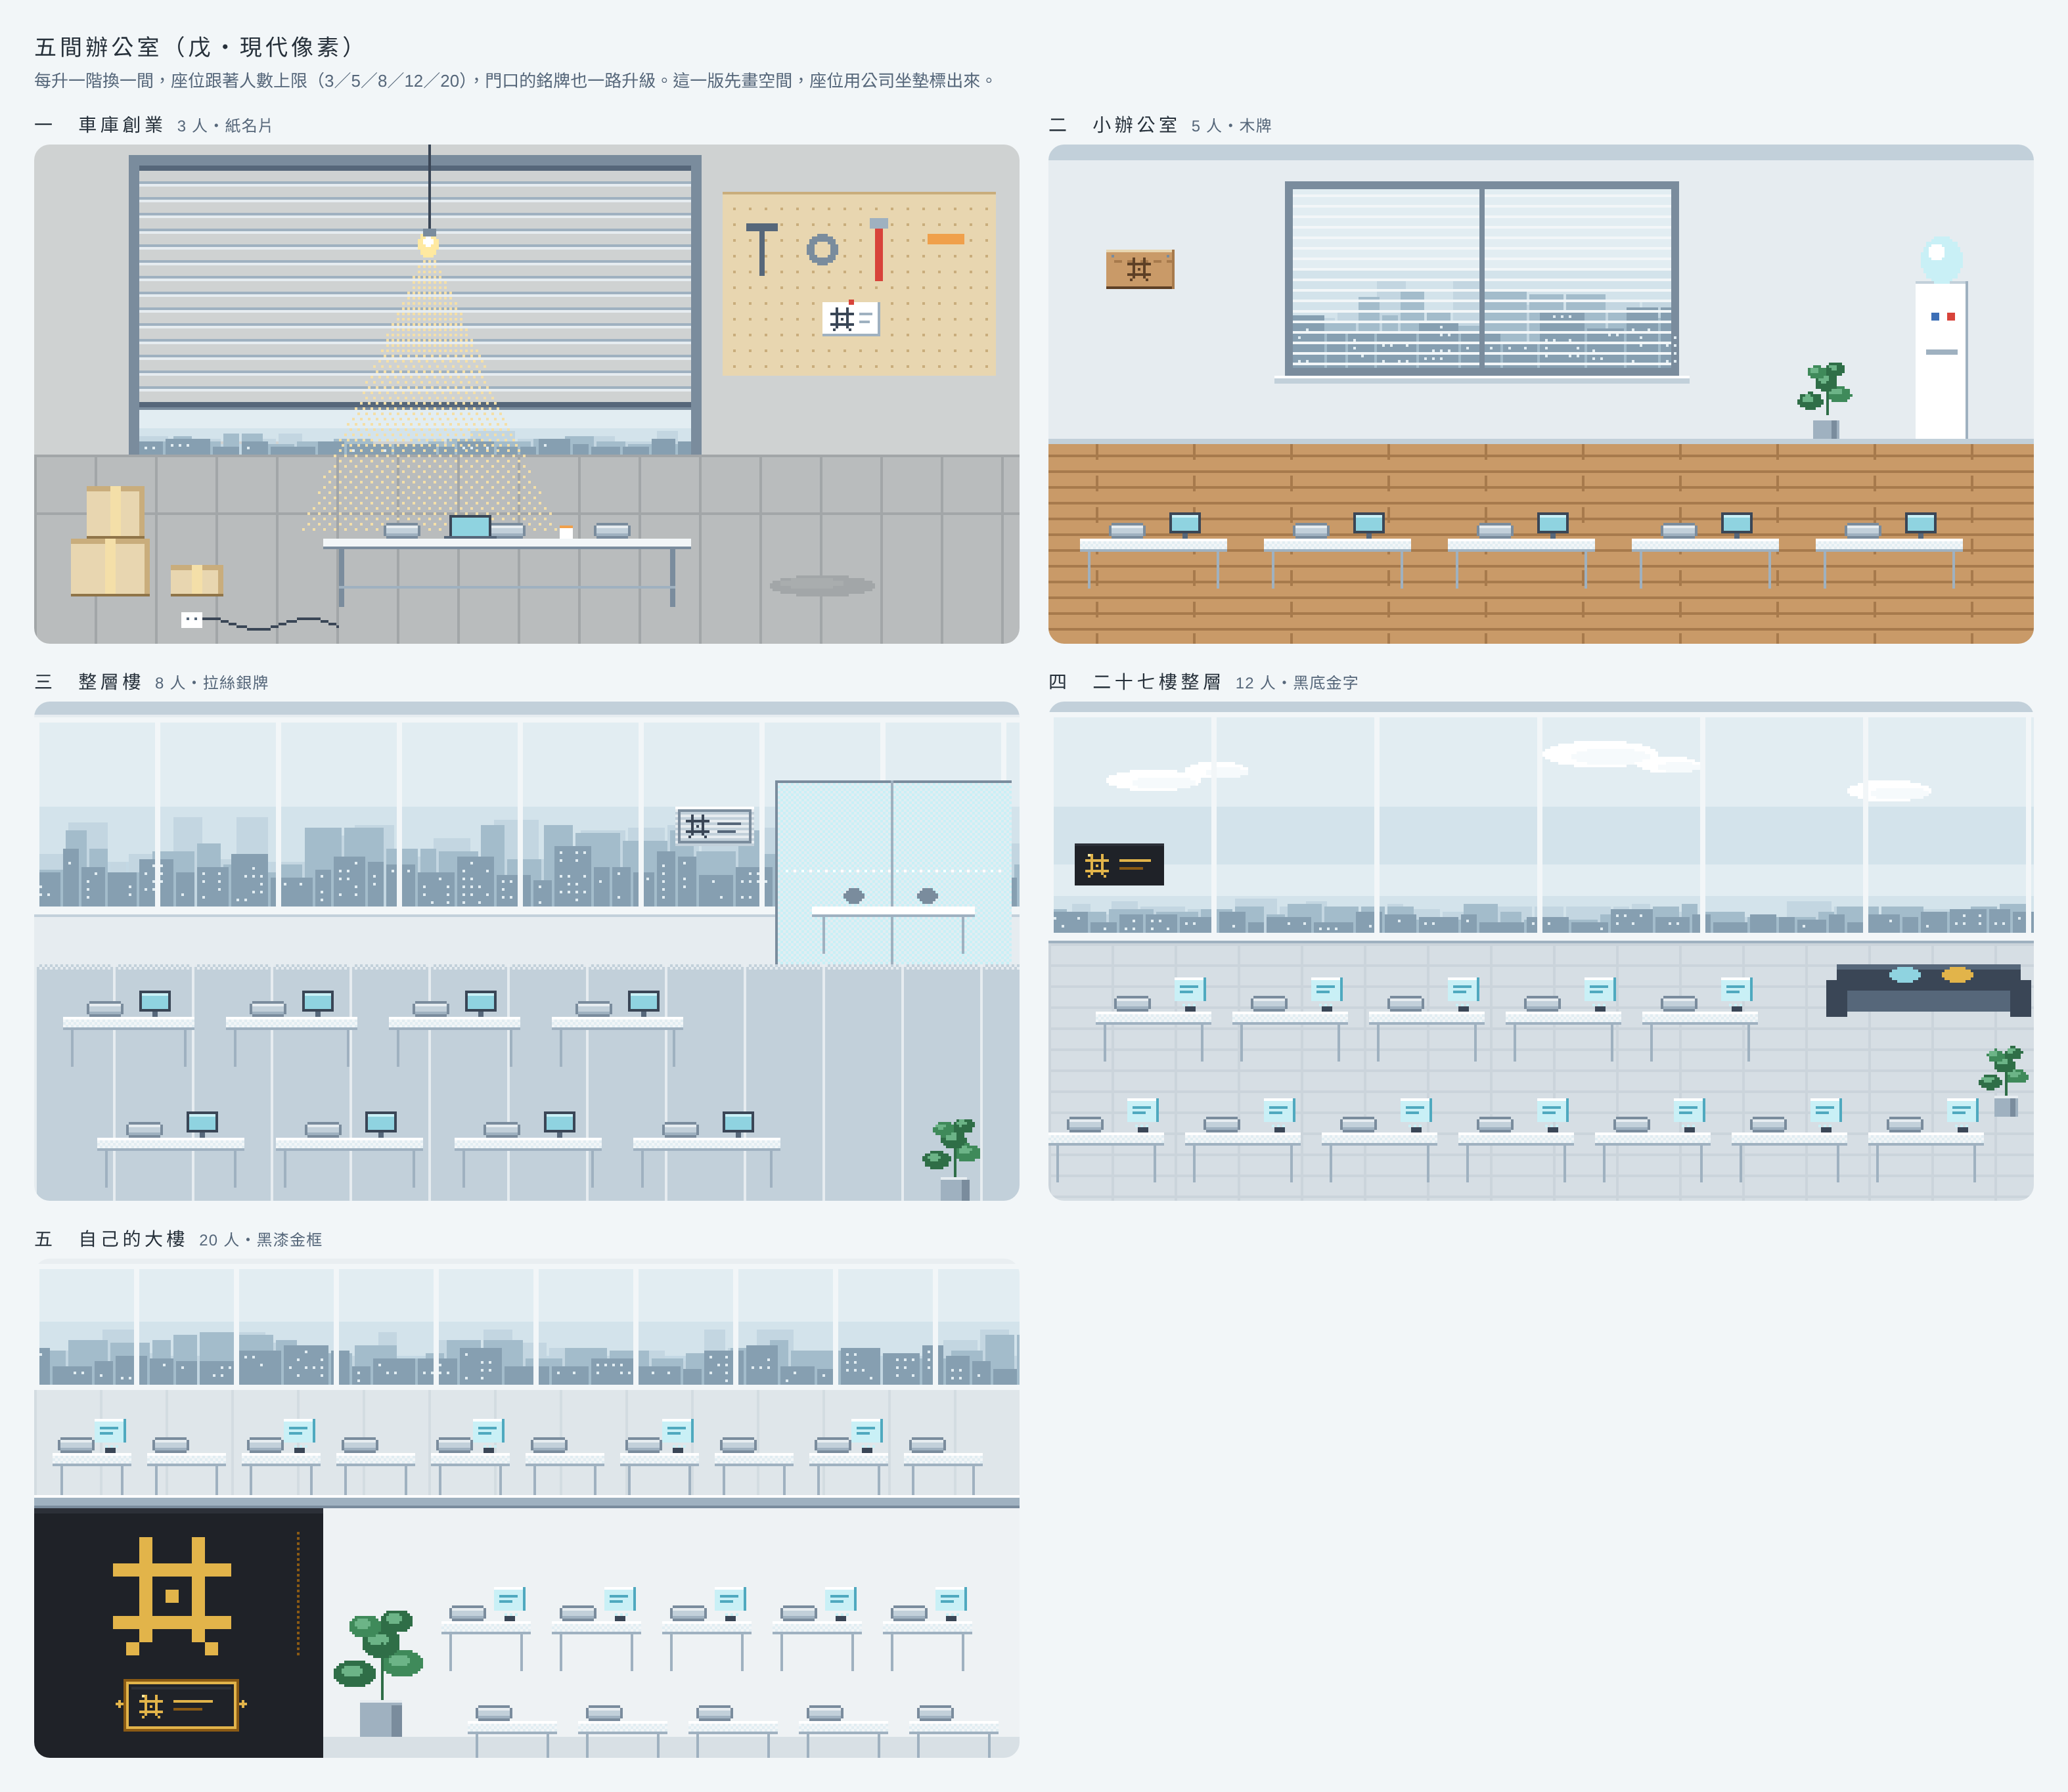 五間辦公室（戊・現代像素）
每升一階換一間，座位跟著人數上限（3／5／8／12／20），門口的銘牌也一路升級。這一版先畫空間，座位用公司坐墊標出來。
一 車庫創業 3 人・紙名片
二 小辦公室 5 人・木牌
三 整層樓 8 人・拉絲銀牌
四 二十七樓整層 12 人・黑底金字
五 自己的大樓 20 人・黑漆金框